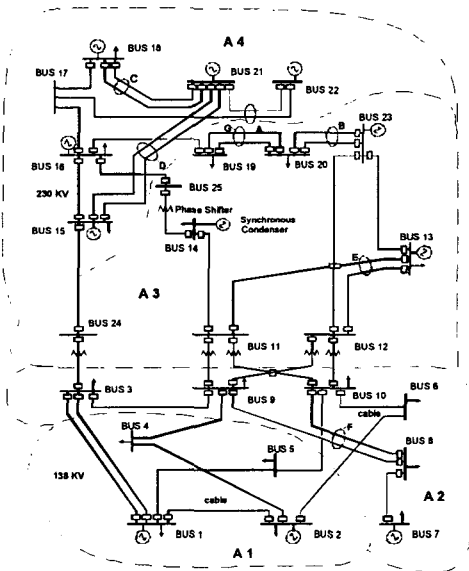 BUS 18
A 4
BUS 17
C
BUS 21
BUS 22
BUS 23
G
A
B
BUS 16
BUS 19
BUS 20
D
230 KV
BUS 25
Phase Shifter
Synchronous
Condenser
BUS 15
BUS 14
BUS 13
E
A 3
BUS 24
BUS 11
BUS 12
BUS 3
BUS 9
BUS 10
BUS 6
cable
BUS 4
F
BUS 5
BUS 8
138 KV
A 2
cable
BUS 1
BUS 2
BUS 7
A 1